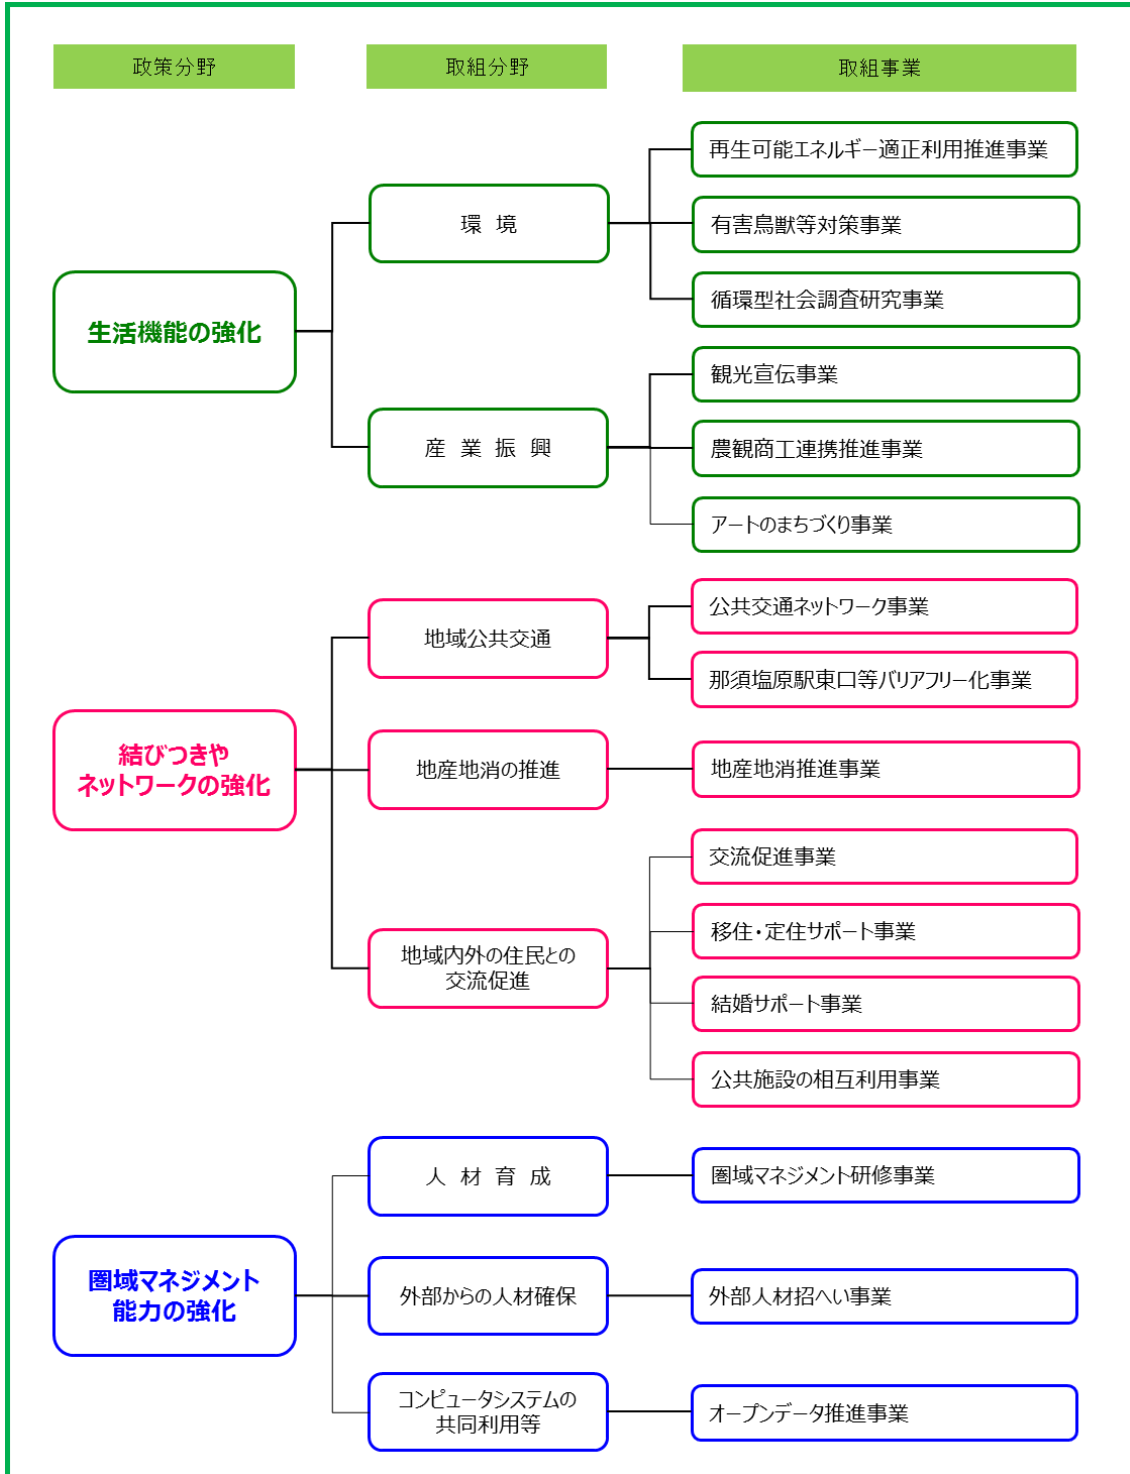 政策分野
取組分野
取組事業
生活機能の強化
環 境
再生可能エネルギー適正利用推進事業
有害鳥獣等対策事業
循環型社会調査研究事業
産 業 振 興
観光宣伝事業
農観商工連携推進事業
アートのまちづくり事業
結びつきや
ネットワークの強化
地域公共交通
公共交通ネットワーク事業
那須塩原駅東口等バリアフリー化事業
地産地消の推進
地産地消推進事業
地域内外の住民との
交流促進
交流促進事業
移住・定住サポート事業
結婚サポート事業
公共施設の相互利用事業
圏域マネジメント
能力の強化
人 材 育 成
圏域マネジメント研修事業
外部からの人材確保
外部人材招へい事業
コンピュータシステムの
共同利用等
オープンデータ推進事業